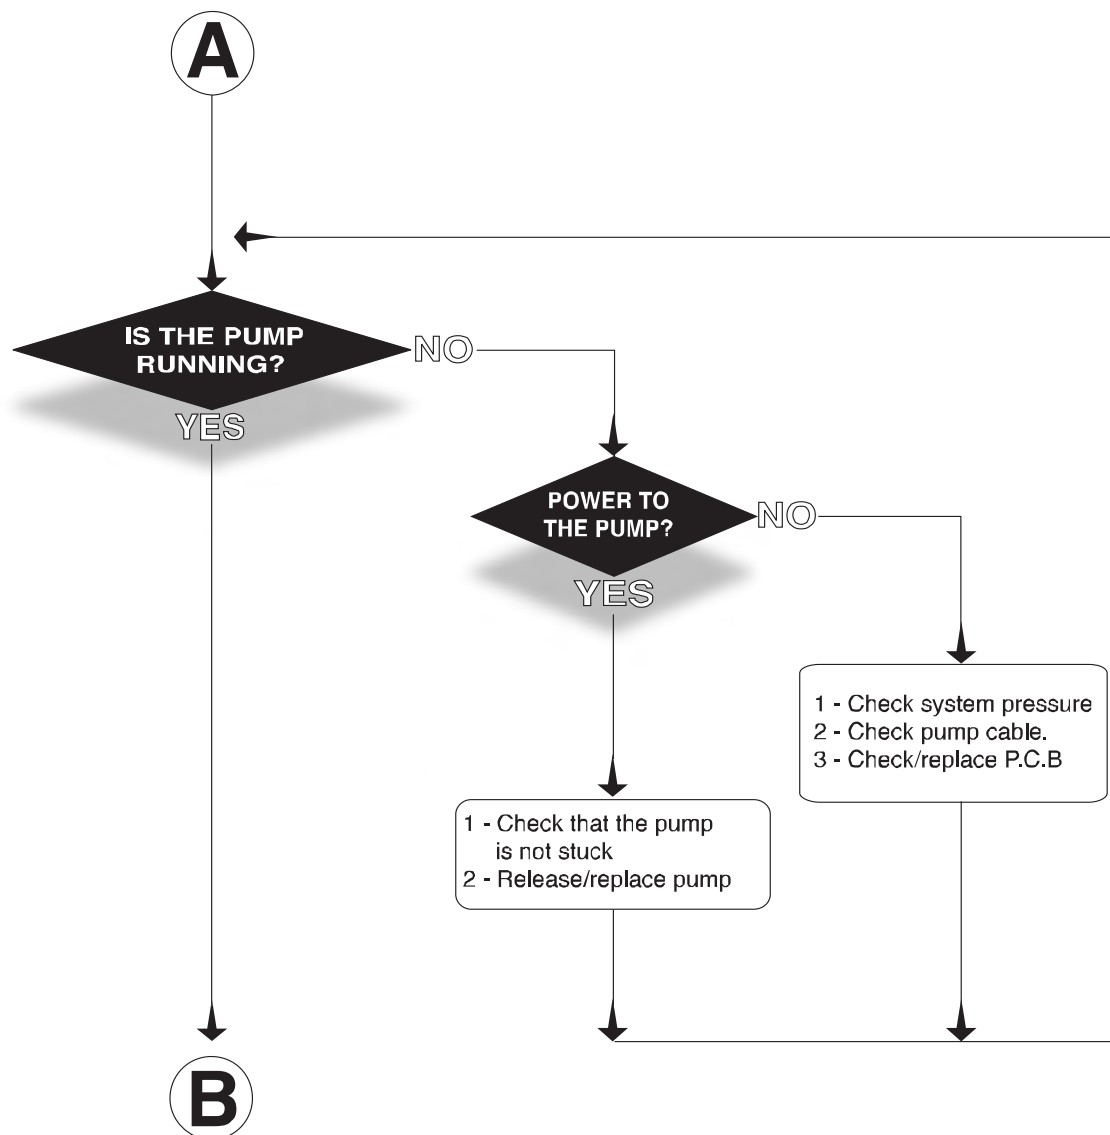 A
IS THE PUMP
RUNNING?
NO
YES
POWER TO
THE PUMP?
NO
YES
1 - Check system pressure
2 - Check pump cable.
3 - Check/replace P.C.B
1 - Check that the pump
is not stuck
2 - Release/replace pump
B